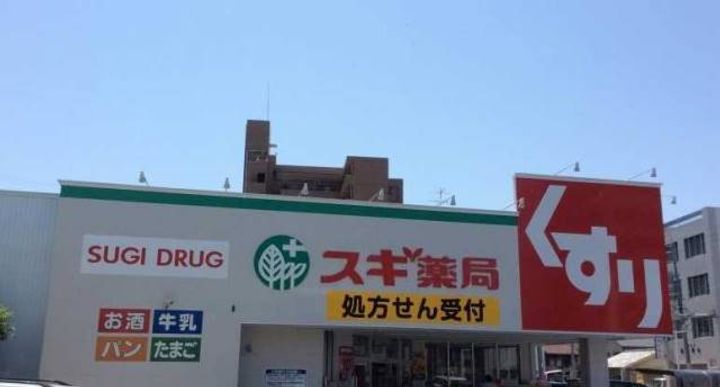 SUGI DRUG
スギ薬局
くすり
処方せん受付
お酒 牛乳
パン たまご